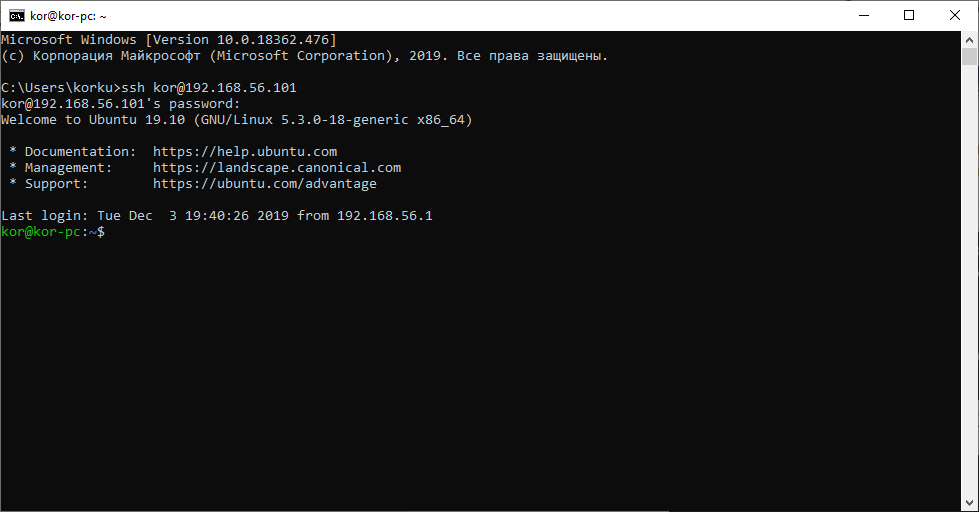 kor@kor-pc: ~
Microsoft Windows [Version 10.0.18362.476]
(c) Корпорация Майкрософт (Microsoft Corporation), 2019. Все права защищены.
C:\Users\korku>ssh kor@192.168.56.101
kor@192.168.56.101's password:
Welcome to Ubuntu 19.10 (GNU/Linux 5.3.0-18-generic x86_64)
* Documentation:  https://help.ubuntu.com
* Management:     https://landscape.canonical.com
* Support:        https://ubuntu.com/advantage
Last login: Tue Dec  3 19:40:26 2019 from 192.168.56.1
kor@kor-pc:~$